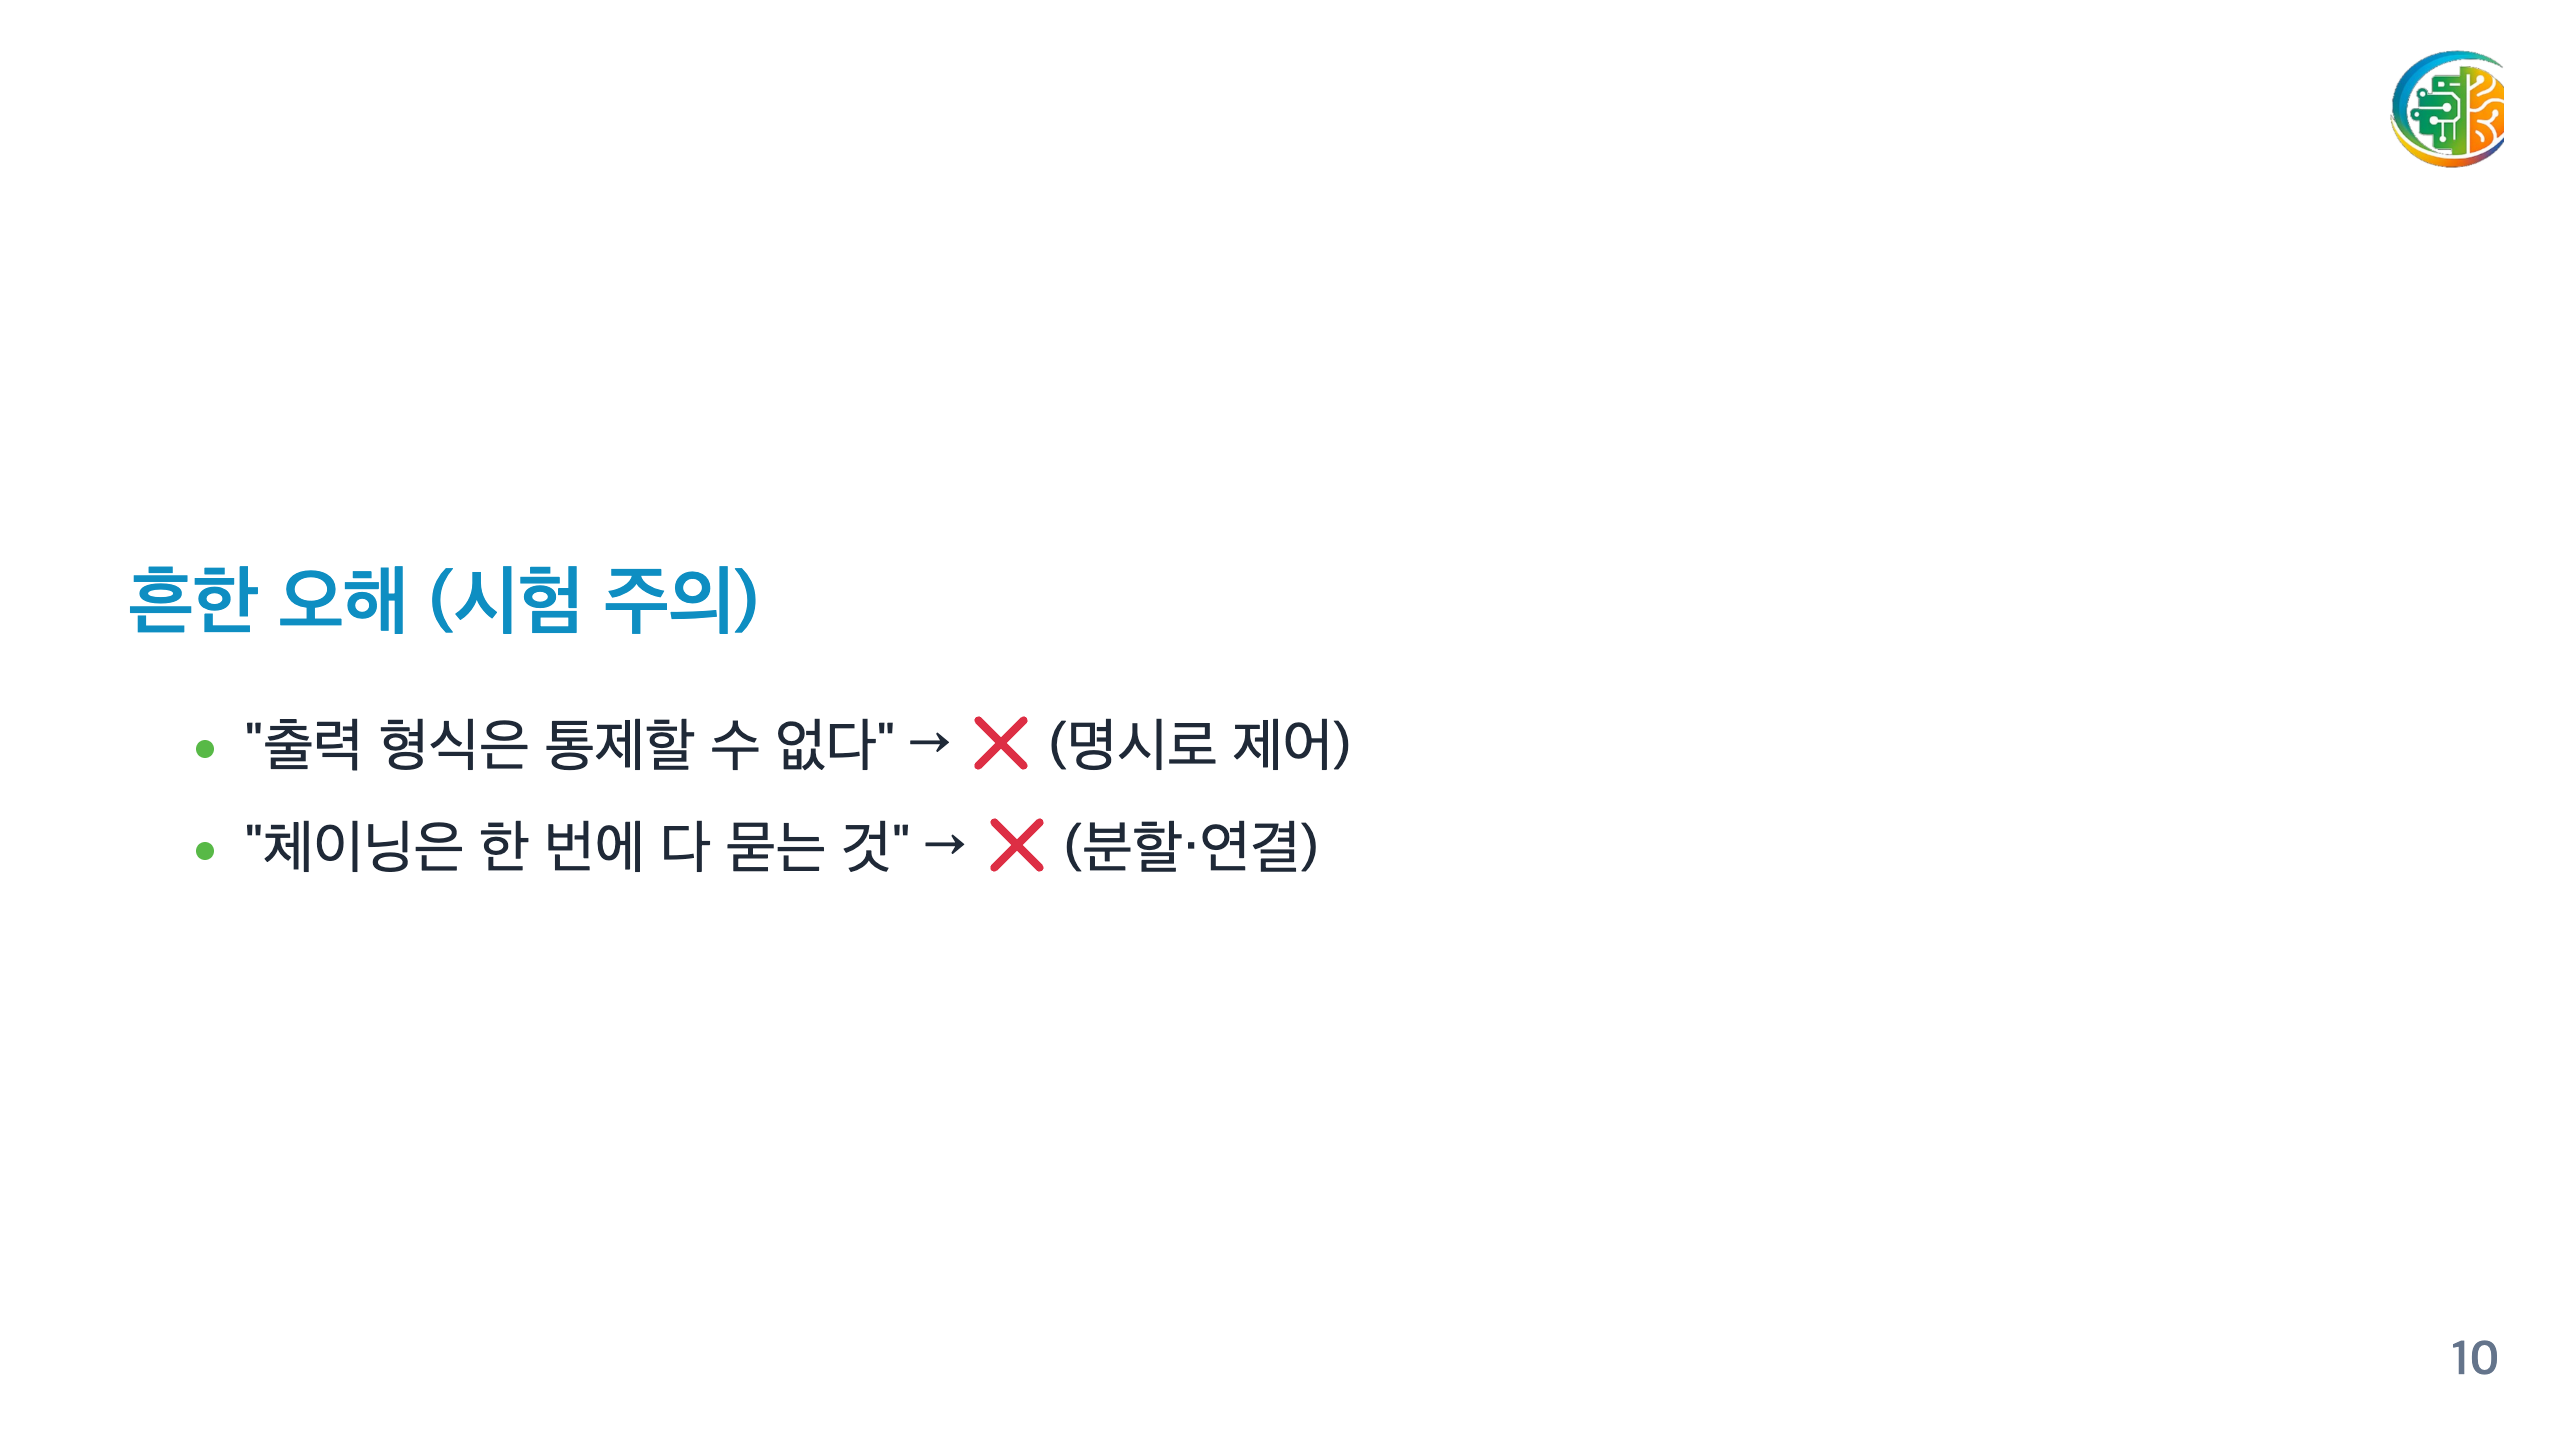 흔한 오해 (시험 주의)
• "출력 형식은 통제할 수 없다" → ❌ (명시로 제어)
• "체이닝은 한 번에 다 묻는 것" → ❌ (분할·연결)
10